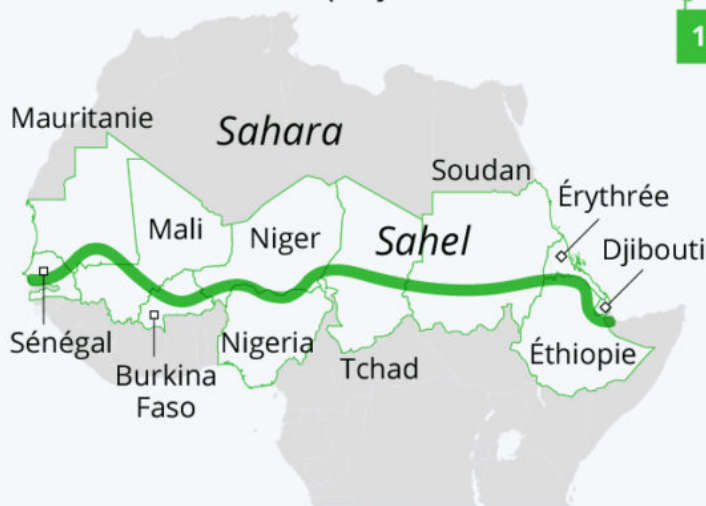 1
Mauritanie
Sahara
Soudan
Érythrée
Mali
Niger
Sahel
Djibouti
Sénégal
Burkina
Faso
Nigeria
Tchad
Éthiopie